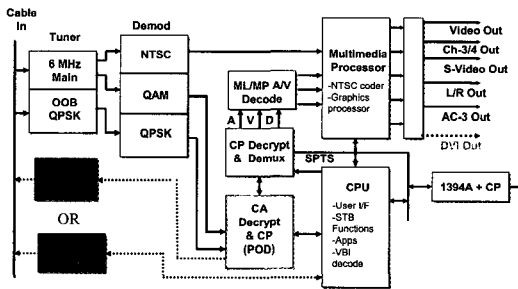 Cable
In
Tuner
Demod
6 MHz
Main
OOB
QPSK
NTSC
QAM
QPSK
ML/MP A/V
Decode
A V D
CP Decrypt
& Demux
SPTS
CA
Decrypt
& CP
(POD)
Multimedia
Processor
-NTSC coder
-Graphics
processor
CPU
-User I/F
-STB
Functions
-Apps
-VBI
decode
Video Out
Ch-3/4 Out
S-Video Out
L/R Out
AC-3 Out
DVI Out
1394A + CP
OR